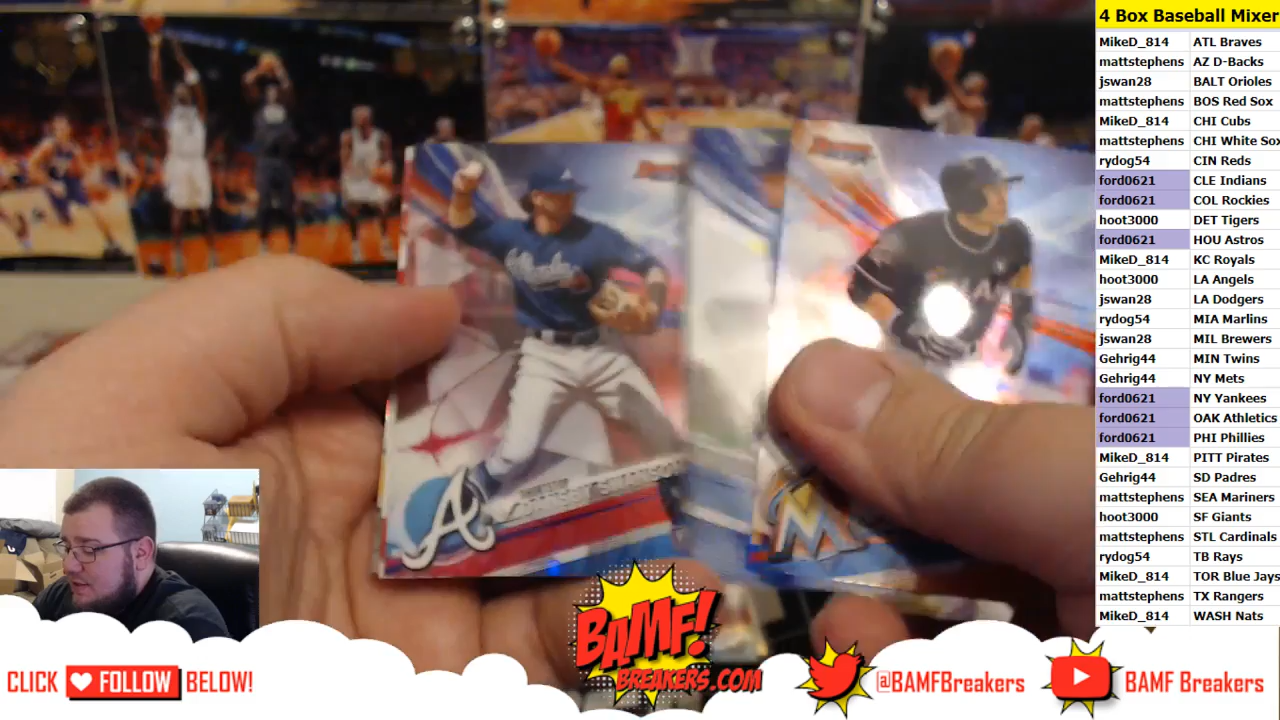 4 Box Baseball Mixer
MikeD_814 ATL Braves
mattstephens AZ D-Backs
jswan28 BALT Orioles
mattstephens BOS Red Sox
MikeD_814 CHI Cubs
mattstephens CHI White Sox
rydog54 CIN Reds
ford0621 CLE Indians
ford0621 COL Rockies
hoot3000 DET Tigers
ford0621 HOU Astros
MikeD_814 KC Royals
hoot3000 LA Angels
jswan28 LA Dodgers
rydog54 MIA Marlins
jswan28 MIL Brewers
Gehrig44 MIN Twins
Gehrig44 NY Mets
ford0621 NY Yankees
ford0621 OAK Athletics
ford0621 PHI Phillies
MikeD_814 PITT Pirates
Gehrig44 SD Padres
mattstephens SEA Mariners
hoot3000 SF Giants
mattstephens STL Cardinals
rydog54 TB Rays
MikeD_814 TOR Blue Jays
mattstephens TX Rangers
MikeD_814 WASH Nats
A
M
BAMF!
BREAKERS.COM
CLICK FOLLOW BELOW!
@BAMFBreakers
BAMF Breakers